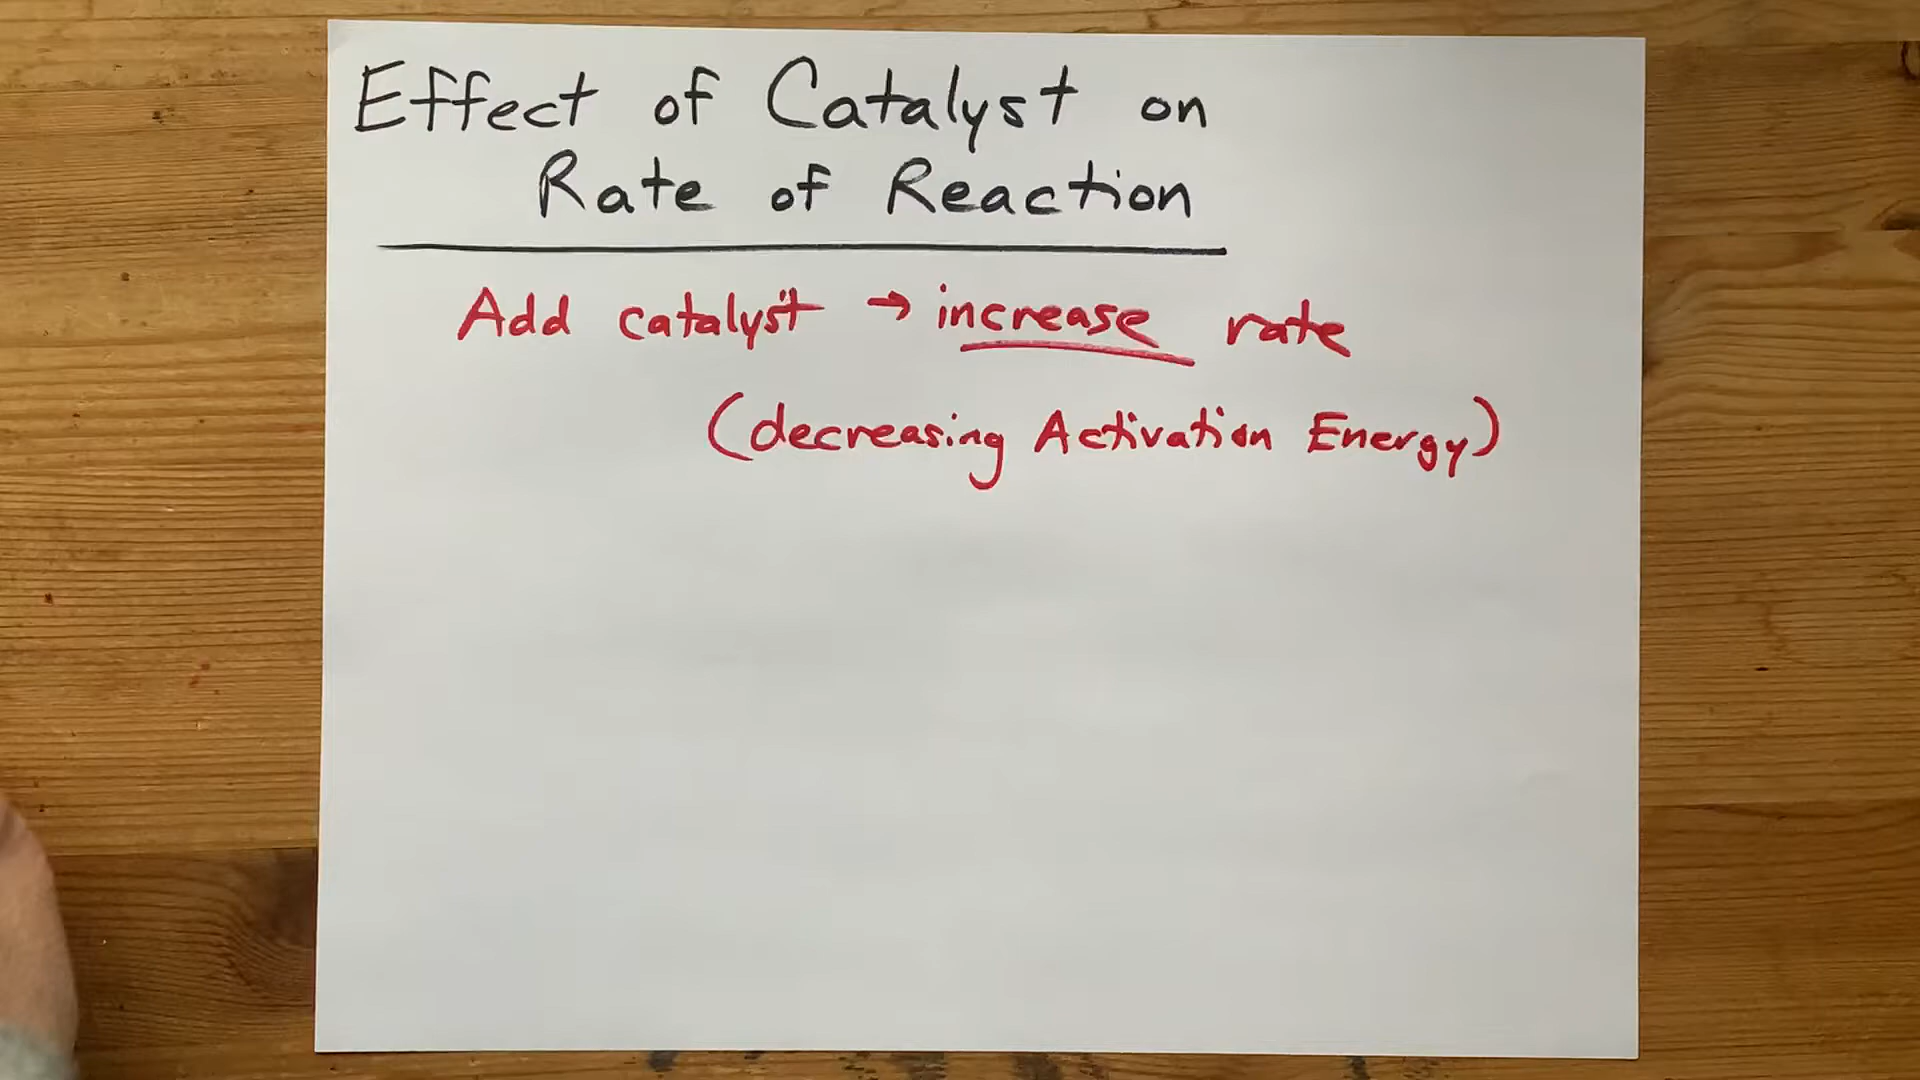 Effect of Catalyst on
Rate of Reaction
Add catalyst → increase rate
(decreasing Activation Energy)